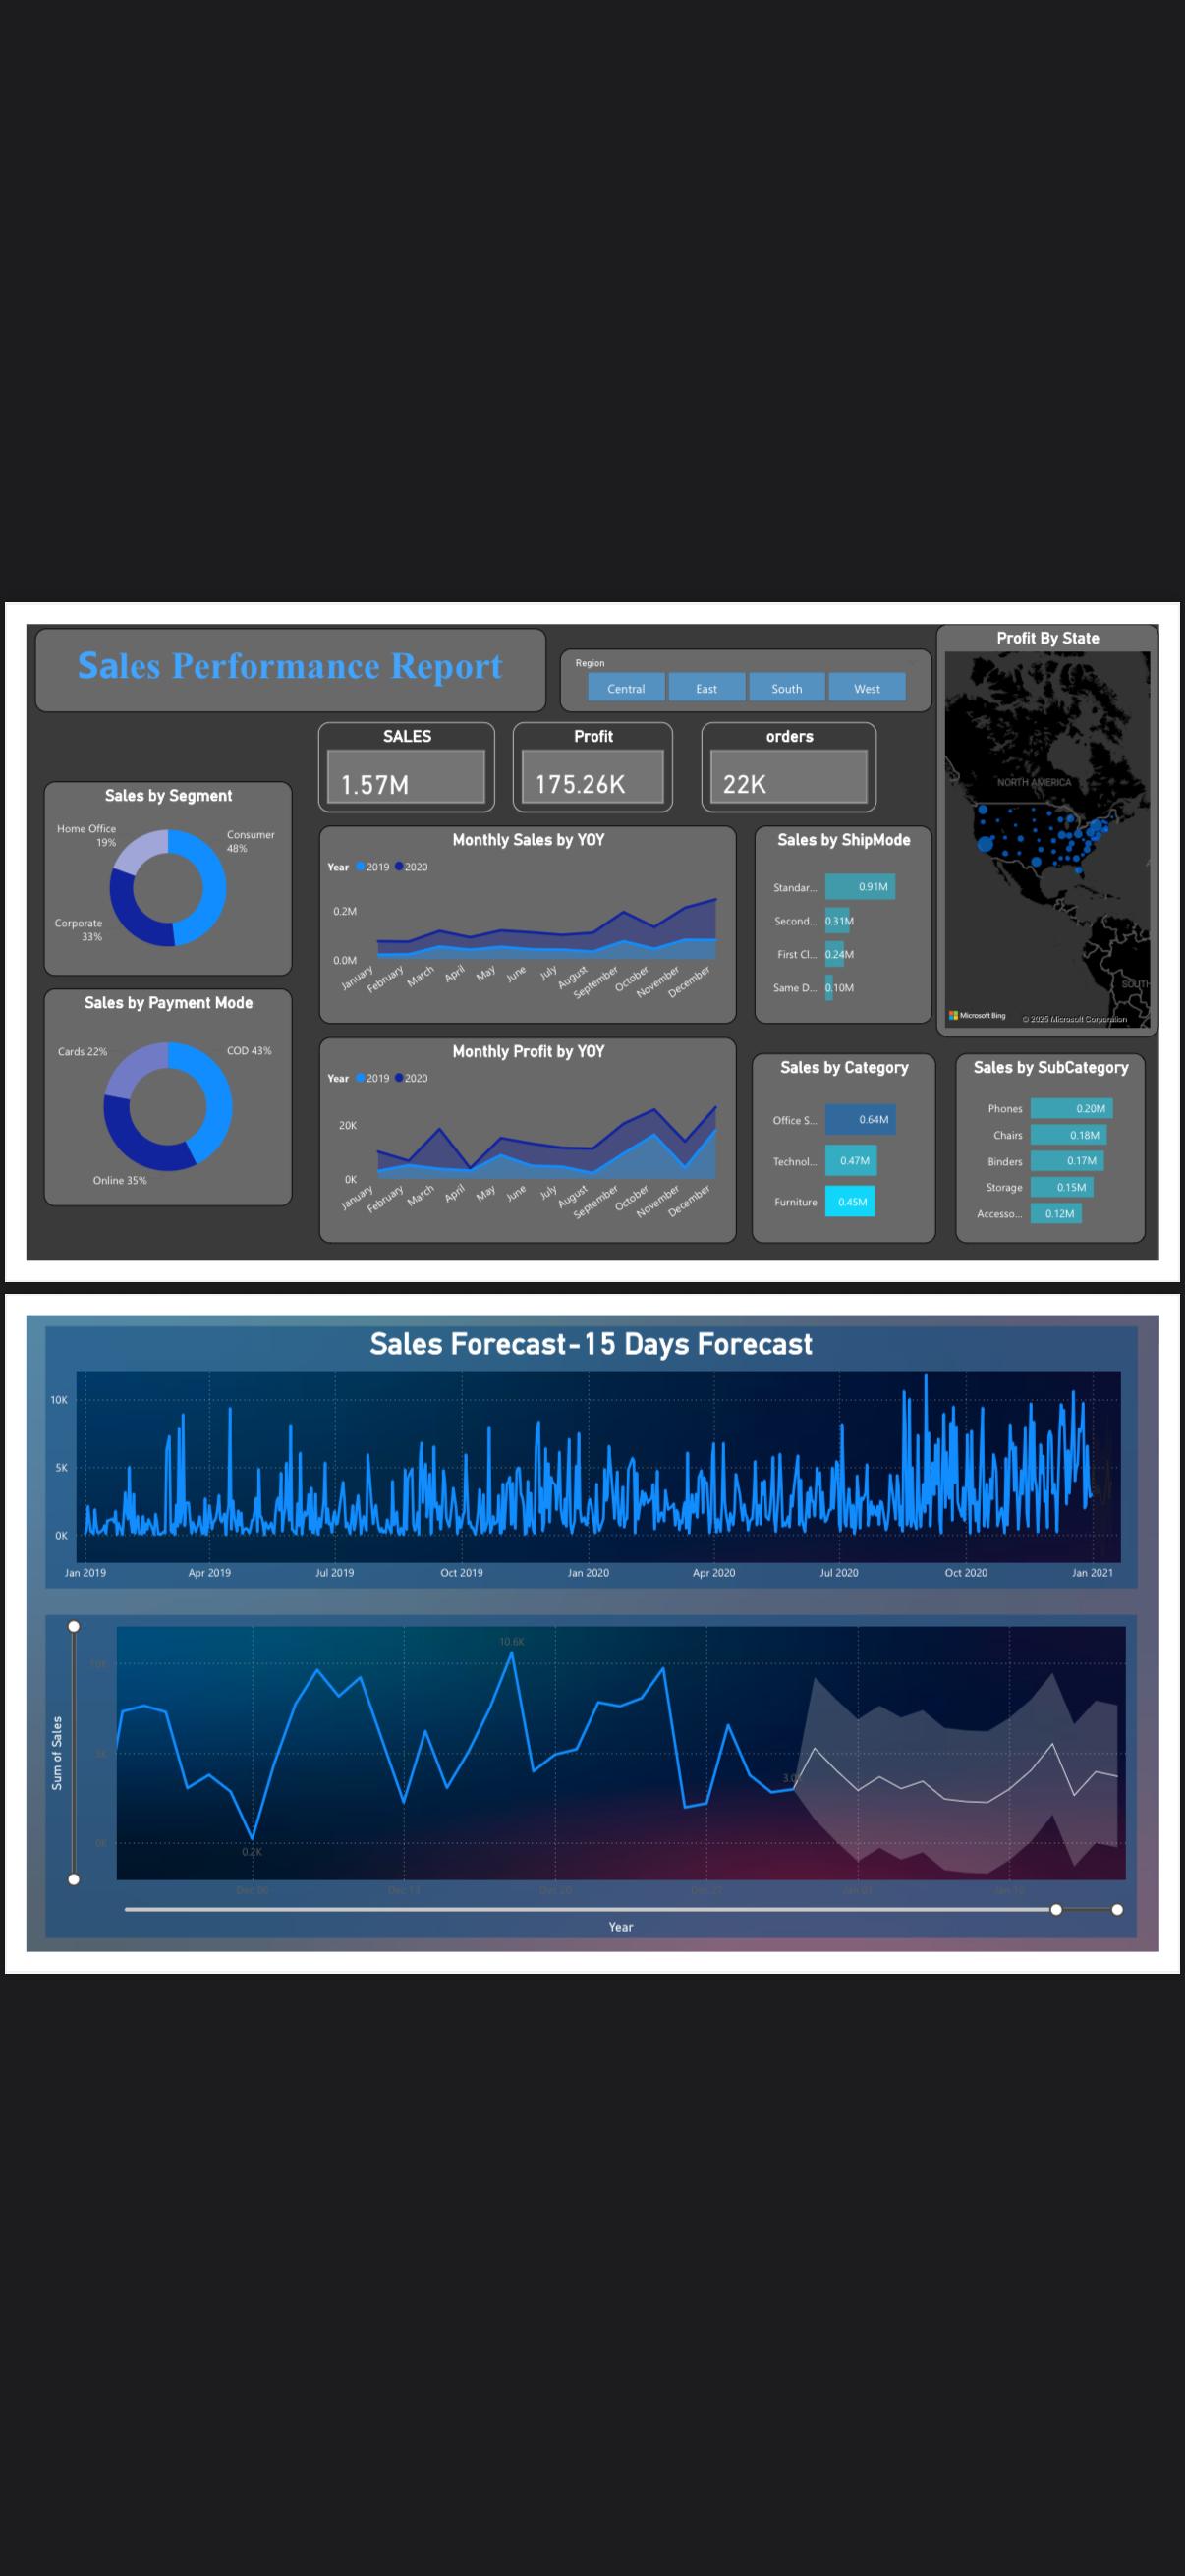 Sales Performance Report
Region
Central
East
South
West
Profit By State
NORTH AMERICA
SOUTH
Microsoft Bing
© 2025 Microsoft Corporation
SALES
1.57M
Profit
175.26K
orders
22K
Sales by Segment
Home Office
19%
Consumer
48%
Corporate
33%
Sales by Payment Mode
Cards 22%
COD 43%
Online 35%
Monthly Sales by YOY
Year 2019 2020
0.2M
0.0M
January
February
March
April
May
June
July
August
September
October
November
December
Monthly Profit by YOY
Year 2019 2020
20K
0K
January
February
March
April
May
June
July
August
September
October
November
December
Sales by ShipMode
Standar... 0.91M
Second... 0.31M
First Cl... 0.24M
Same D... 0.10M
Sales by Category
Office S... 0.64M
Technol... 0.47M
Furniture 0.45M
Sales by SubCategory
Phones 0.20M
Chairs 0.18M
Binders 0.17M
Storage 0.15M
Accesso... 0.12M
Sales Forecast-15 Days Forecast
10K
5K
0K
Jan 2019
Apr 2019
Jul 2019
Oct 2019
Jan 2020
Apr 2020
Jul 2020
Oct 2020
Jan 2021
Sum of Sales
10.6K
0.2K
Year